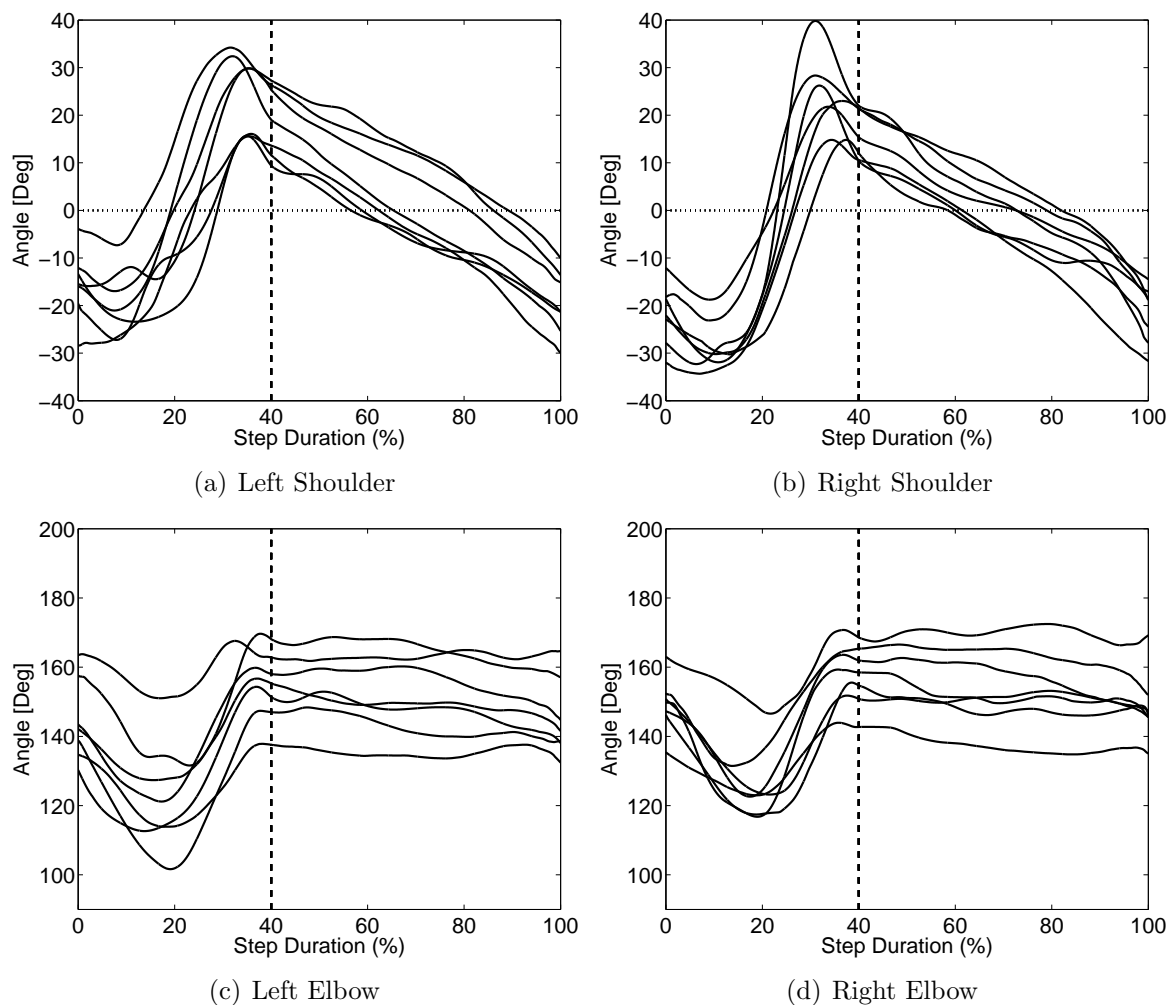 40
30
20
10
0
−10
−20
−30
−40
Angle [Deg]
0 20 40 60 80 100
Step Duration (%)
(a) Left Shoulder
40
30
20
10
0
−10
−20
−30
−40
Angle [Deg]
0 20 40 60 80 100
Step Duration (%)
(b) Right Shoulder
200
180
160
140
120
100
Angle [Deg]
0 20 40 60 80 100
Step Duration (%)
(c) Left Elbow
200
180
160
140
120
100
Angle [Deg]
0 20 40 60 80 100
Step Duration (%)
(d) Right Elbow